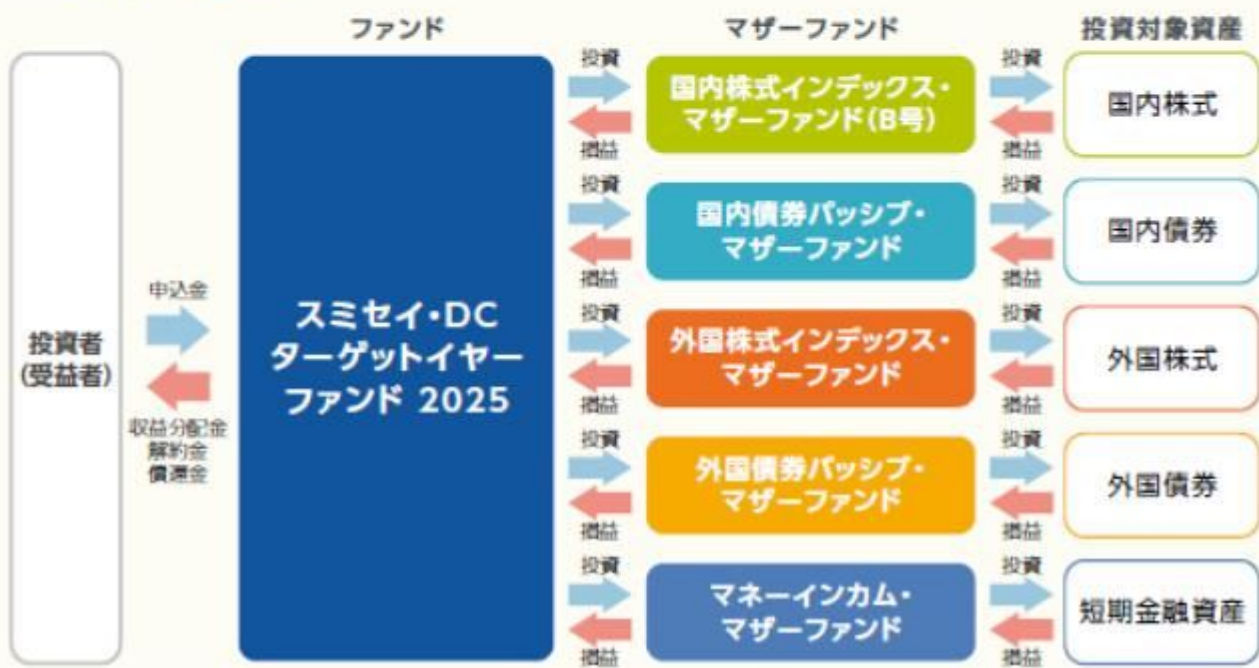 ファンド
マザーファンド
投資対象資産
投資者
(受益者)
申込金
収益分配金
解約金
償還金
スミセイ・DC
ターゲットイヤー
ファンド 2025
投資
損益
国内株式インデックス・
マザーファンド(B号)
投資
損益
国内株式
投資
損益
国内債券パッシブ・
マザーファンド
投資
損益
国内債券
投資
損益
外国株式インデックス・
マザーファンド
投資
損益
外国株式
投資
損益
外国債券パッシブ・
マザーファンド
投資
損益
外国債券
投資
損益
マネーインカム・
マザーファンド
投資
損益
短期金融資産